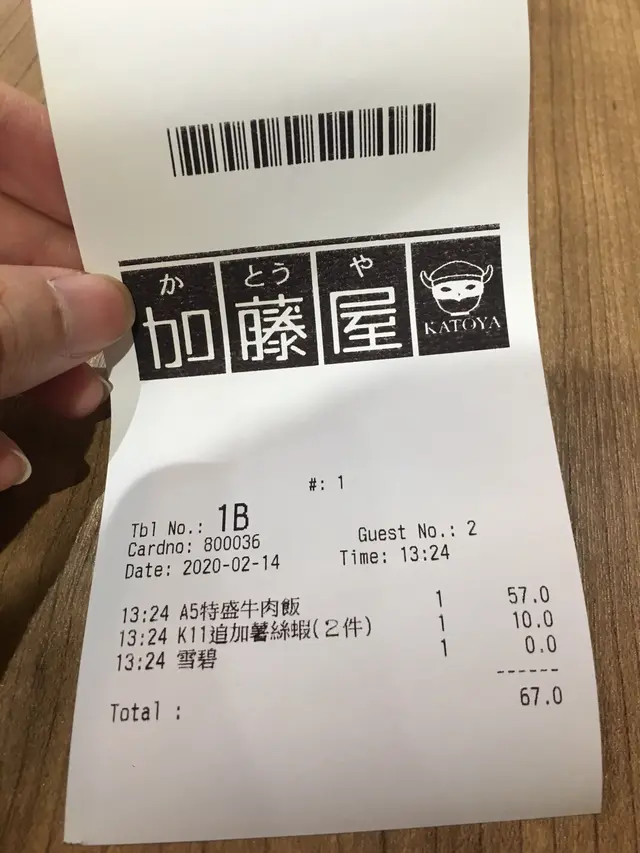 か とう や
加藤屋 KATOYA
#: 1
Tbl No.: 1B Guest No.: 2
Cardno: 800036
Date: 2020-02-14 Time: 13:24
13:24 A5特盛牛肉飯 1 57.0
13:24 K11追加薯絲蝦(2件) 1 10.0
13:24 雪碧 1 0.0
------
Total : 67.0